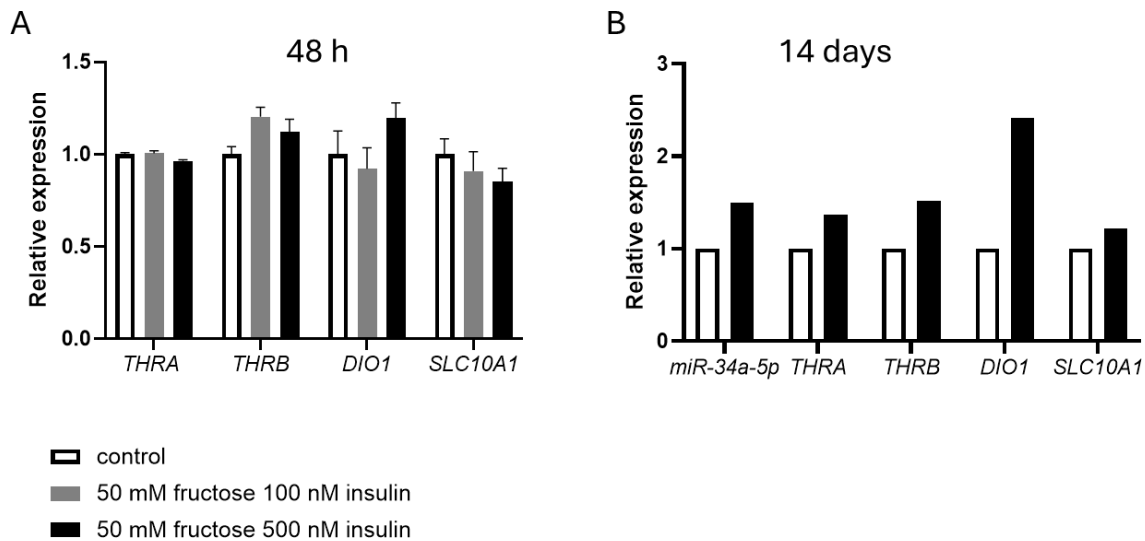 A
48 h
Relative expression
1.5
1.0
0.5
0.0
THRA THRB DIO1 SLC10A1
B
14 days
Relative expression
3
2
1
0
miR-34a-5p THRA THRB DIO1 SLC10A1
control
50 mM fructose 100 nM insulin
50 mM fructose 500 nM insulin